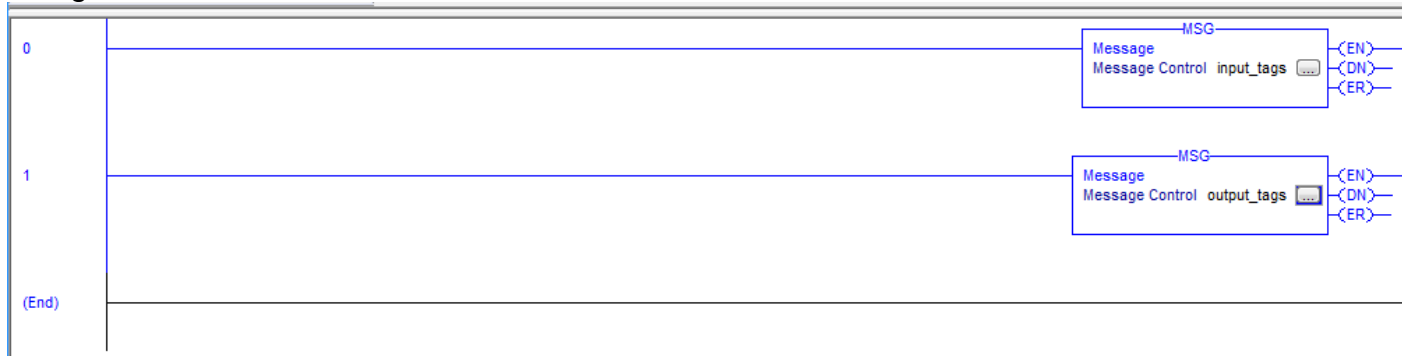 MSG
0
Message
EN
Message Control input_tags ...
DN
ER
MSG
1
Message
EN
Message Control output_tags ...
DN
ER
(End)